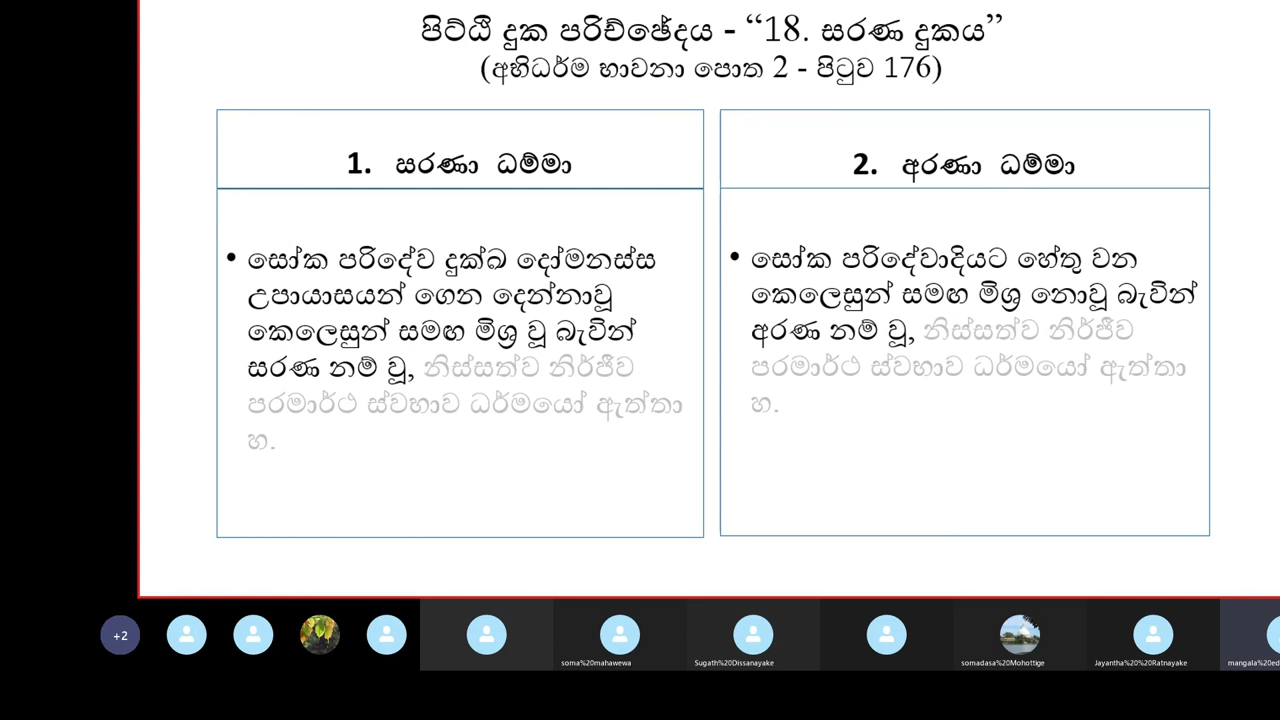 පිට්ඨි දුක පරිච්ඡේදය - “18. සරණ දුකය”
(අභිධර්ම භාවනා පොත 2 - පිටුව 176)
1. සරණා ධම්මා
• සෝක පරිදේව දුක්ඛ දෝමනස්ස
උපායාසයන් ගෙන දෙන්නාවූ
කෙලෙසුන් සමඟ මිශ්‍ර වූ බැවින්
සරණ නම් වූ, නිස්සත්ව නිර්ජීව
පරමාර්ථ ස්වභාව ධර්මයෝ ඇත්තා
හ.
2. අරණා ධම්මා
• සෝක පරිදේවාදියට හේතු වන
කෙලෙසුන් සමඟ මිශ්‍ර නොවූ බැවින්
අරණ නම් වූ, නිස්සත්ව නිර්ජීව
පරමාර්ථ ස්වභාව ධර්මයෝ ඇත්තා
හ.
+2
soma%20mahawewa
Sugath%20Dissanayake
somadasa%20Mohottige
Jayantha%20%20Ratnayake
mangala%20ed